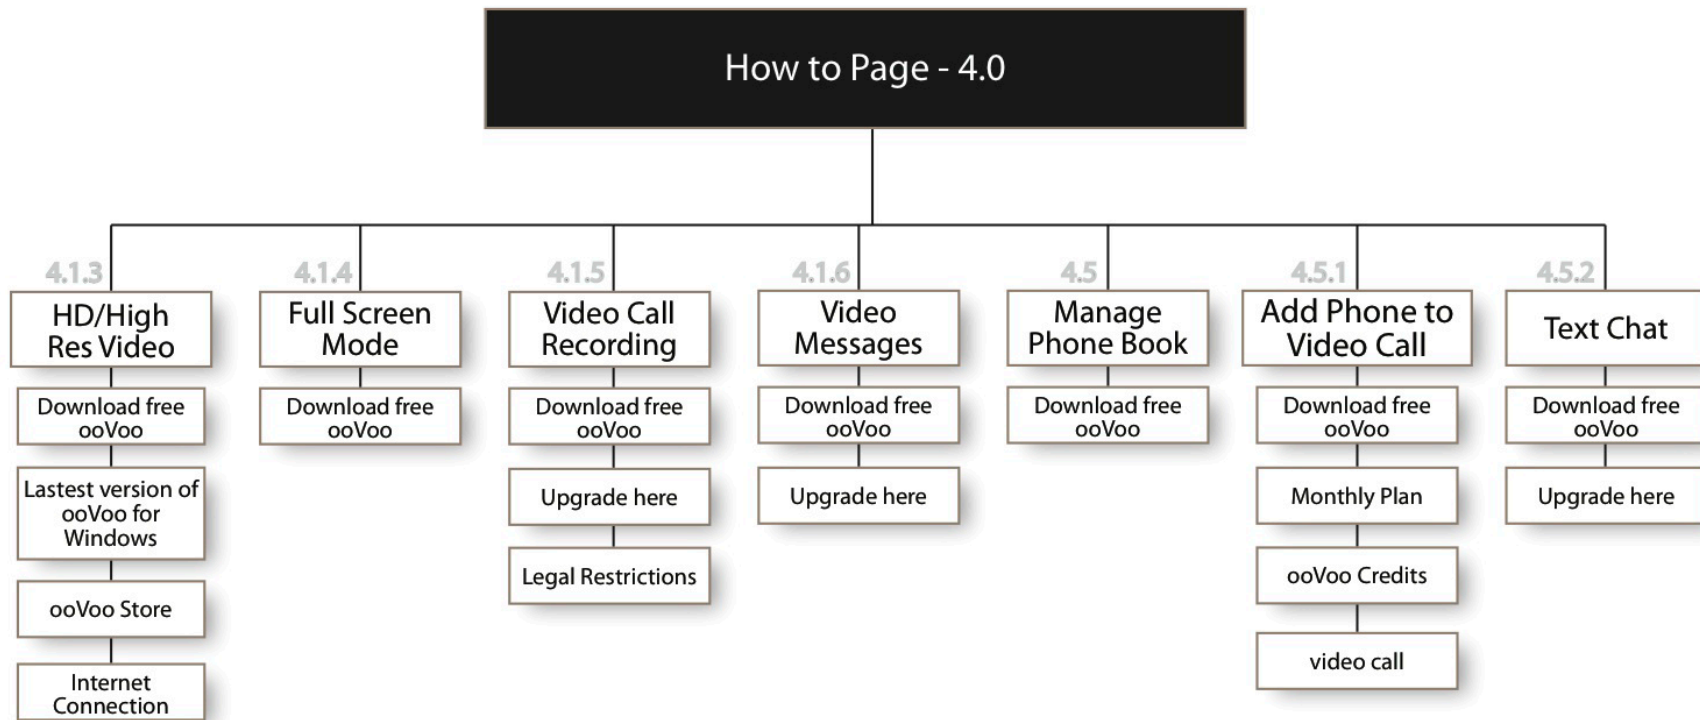 How to Page - 4.0
4.1.3
HD/High
Res Video
Download free
ooVoo
Lastest version of
ooVoo for
Windows
ooVoo Store
Internet
Connection
4.1.4
Full Screen
Mode
Download free
ooVoo
4.1.5
Video Call
Recording
Download free
ooVoo
Upgrade here
Legal Restrictions
4.1.6
Video
Messages
Download free
ooVoo
Upgrade here
4.5
Manage
Phone Book
Download free
ooVoo
4.5.1
Add Phone to
Video Call
Download free
ooVoo
Monthly Plan
ooVoo Credits
video call
4.5.2
Text Chat
Download free
ooVoo
Upgrade here